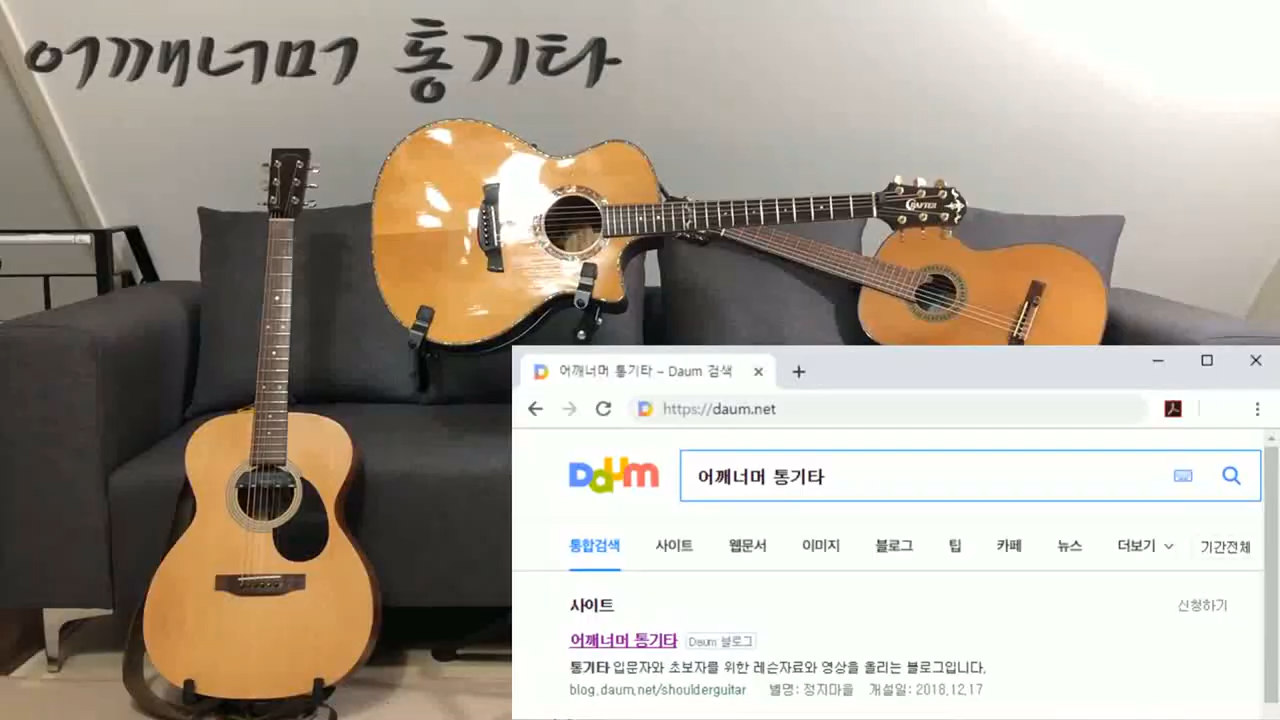 어깨너머 통기타
CRAFTER
어깨너머 통기타 – Daum 검색
https://daum.net
Daum
어깨너머 통기타
통합검색 사이트 웹문서 이미지 블로그 팁 카페 뉴스 더보기 기간전체
사이트 신청하기
어깨너머 통기타 Daum 블로그
통기타 입문자와 초보자를 위한 레슨자료와 영상을 올리는 블로그입니다.
blog.daum.net/shoulderguitar 별명: 정지마을 개설일: 2018.12.17